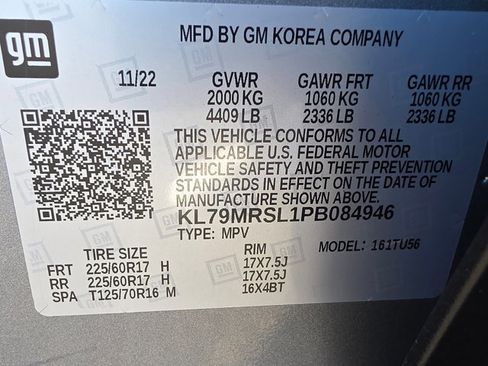 gm
MFD BY GM KOREA COMPANY
11/22 GVWR GAWR FRT GAWR RR
2000 KG 1060 KG 1060 KG
4409 LB 2336 LB 2336 LB
THIS VEHICLE CONFORMS TO ALL
APPLICABLE U.S. FEDERAL MOTOR
VEHICLE SAFETY AND THEFT PREVENTION
STANDARDS IN EFFECT ON THE DATE OF
MANUFACTURE SHOWN ABOVE.
KL79MRSL1PB084946
TYPE: MPV MODEL: 161TU56
TIRE SIZE RIM
FRT 225/60R17 H 17X7.5J
RR 225/60R17 H 17X7.5J
SPA T125/70R16 M 16X4BT